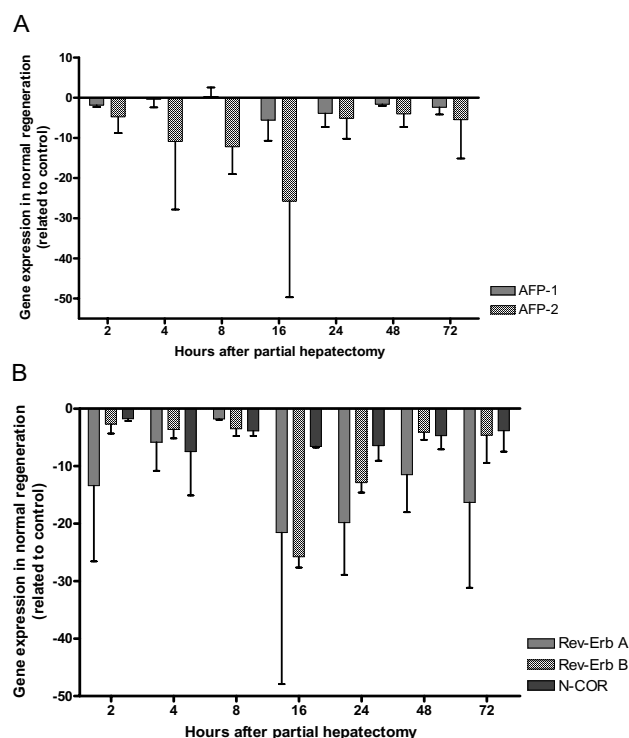 A
Gene expression in normal regeneration
(related to control)
10
0
-10
-20
-30
-40
-50
2 4 8 16 24 48 72
Hours after partial hepatectomy
AFP-1
AFP-2
B
Gene expression in normal regeneration
(related to control)
0
-10
-20
-30
-40
-50
2 4 8 16 24 48 72
Hours after partial hepatectomy
Rev-Erb A
Rev-Erb B
N-COR